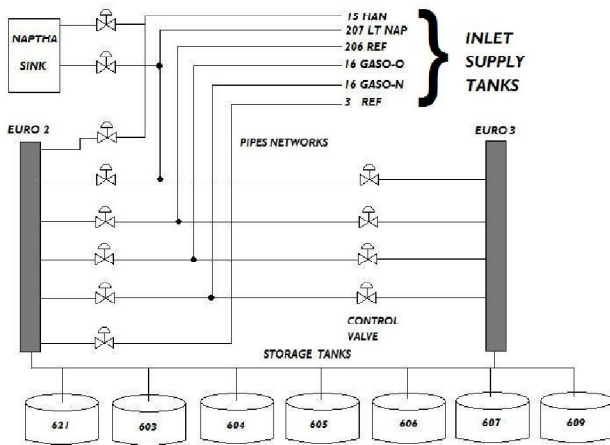 NAPTHA
SINK
15 HAN
207 LT NAP
206 REF
16 GASO-O
16 GASO-N
3 REF
INLET
SUPPLY
TANKS
EURO 2
PIPES NETWORKS
EURO 3
CONTROL
VALVE
STORAGE TANKS
621
603
604
605
606
607
609